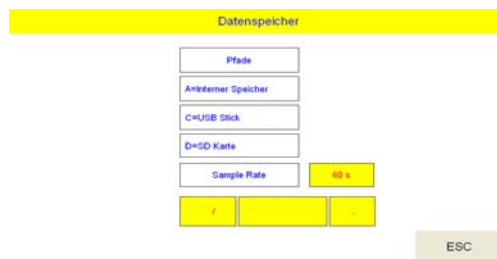 Datenspeicher
Pfade
A=Interner Speicher
C=USB Stick
D=SD Karte
Sample Rate 60 s
/ .
ESC